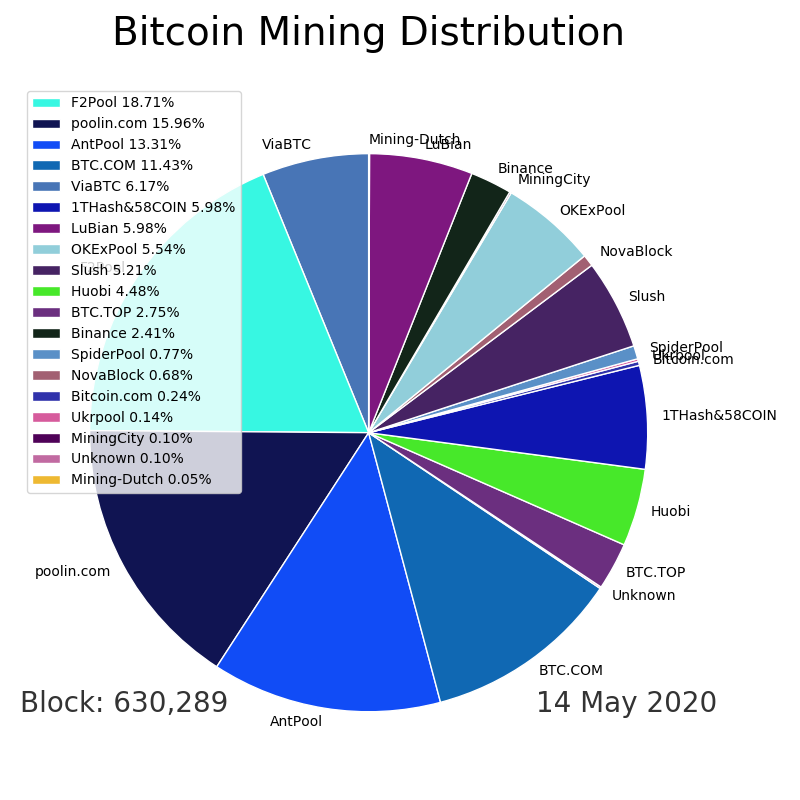 Bitcoin Mining Distribution
F2Pool 18.71%
poolin.com 15.96%
AntPool 13.31%
BTC.COM 11.43%
ViaBTC 6.17%
1THash&58COIN 5.98%
LuBian 5.98%
OKExPool 5.54%
Slush 5.21%
Huobi 4.48%
BTC.TOP 2.75%
Binance 2.41%
SpiderPool 0.77%
NovaBlock 0.68%
Bitcoin.com 0.24%
Ukrpool 0.14%
MiningCity 0.10%
Unknown 0.10%
Mining-Dutch 0.05%
F2Pool
ViaBTC
Mining-Dutch
LuBian
Binance
MiningCity
OKExPool
NovaBlock
Slush
SpiderPool
Ukrpool
Bitcoin.com
1THash&58COIN
Huobi
BTC.TOP
Unknown
BTC.COM
AntPool
poolin.com
Block: 630,289
14 May 2020